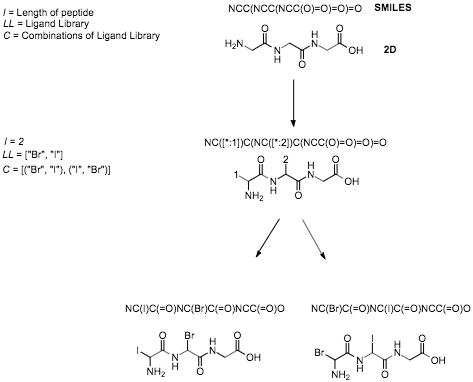 l = Length of peptide
LL = Ligand Library
C = Combinations of Ligand Library
NCC(NCC(NCC(O)=O)=O)=O SMILES
H2N O N H H N O O OH 2D
l = 2
LL = ["Br", "I"]
C = [("Br", "I"), ("I", "Br")]
NC([*:1])C(NC([*:2])C(NCC(O)=O)=O)=O
1 O 2 H N O
NH2 N H O OH
NC(I)C(=O)NC(Br)C(=O)NCC(=O)O
I O Br H N O
NH2 N H O OH
NC(Br)C(=O)NC(I)C(=O)NCC(=O)O
Br O I H N O
NH2 N H O OH